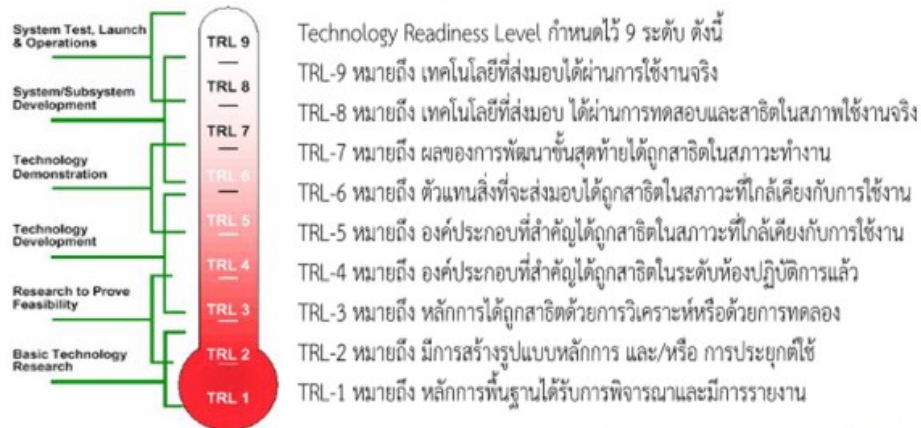 System Test, Launch
& Operations
System/Subsystem
Development
Technology
Demonstration
Technology
Development
Research to Prove
Feasibility
Basic Technology
Research
TRL 9
TRL 8
TRL 7
TRL 6
TRL 5
TRL 4
TRL 3
TRL 2
TRL 1
Technology Readiness Level กำหนดไว้ 9 ระดับ ดังนี้
TRL-9 หมายถึง เทคโนโลยีที่ส่งมอบได้ผ่านการใช้งานจริง
TRL-8 หมายถึง เทคโนโลยีที่ส่งมอบ ได้ผ่านการทดสอบและสาธิตในสภาพใช้งานจริง
TRL-7 หมายถึง ผลของการพัฒนาขั้นสุดท้ายได้ถูกสาธิตในสภาวะทำงาน
TRL-6 หมายถึง ตัวแทนสิ่งที่จะส่งมอบได้ถูกสาธิตในสภาวะที่ใกล้เคียงกับการใช้งาน
TRL-5 หมายถึง องค์ประกอบที่สำคัญได้ถูกสาธิตในสภาวะที่ใกล้เคียงกับการใช้งาน
TRL-4 หมายถึง องค์ประกอบที่สำคัญได้ถูกสาธิตในระดับห้องปฏิบัติการแล้ว
TRL-3 หมายถึง หลักการได้ถูกสาธิตด้วยการวิเคราะห์หรือด้วยการทดลอง
TRL-2 หมายถึง มีการสร้างรูปแบบหลักการ และ/หรือ การประยุกต์ใช้
TRL-1 หมายถึง หลักการพื้นฐานได้รับการพิจารณาและมีการรายงาน